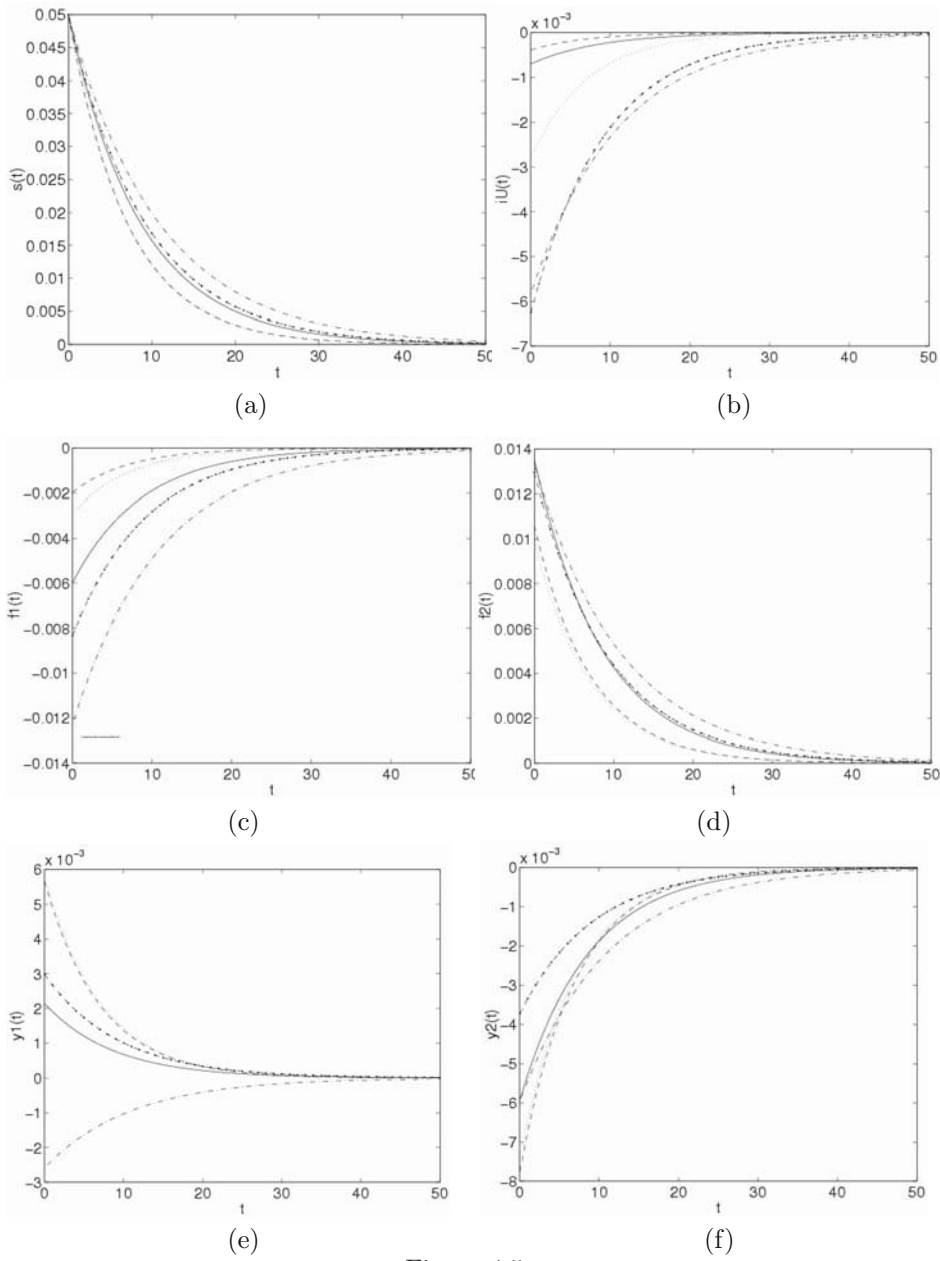 0.05
0.045
0.04
0.035
0.03
0.025
0.02
0.015
0.01
0.005
0
s(t)
0 10 20 30 40 50
t
(a)
x 10⁻³
0
−1
−2
−3
−4
−5
−6
−7
iU(t)
0 10 20 30 40 50
t
(b)
0
−0.002
−0.004
−0.006
−0.008
−0.01
−0.012
−0.014
f1(t)
0 10 20 30 40 50
t
(c)
0.014
0.012
0.01
0.008
0.006
0.004
0.002
0
f2(t)
0 10 20 30 40 50
t
(d)
x 10⁻³
6
5
4
3
2
1
0
−1
−2
−3
y1(t)
0 10 20 30 40 50
t
(e)
x 10⁻³
0
−1
−2
−3
−4
−5
−6
−7
−8
y2(t)
0 10 20 30 40 50
t
(f)